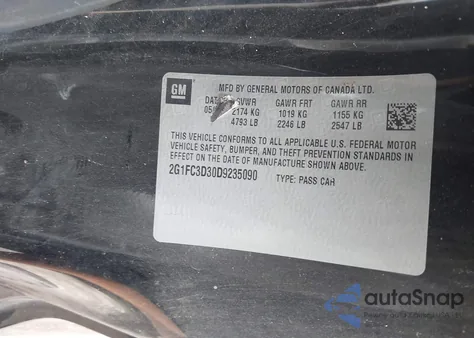 GM
MFD BY GENERAL MOTORS OF CANADA LTD.
GVWR GAWR FRT GAWR RR
2174 KG 1019 KG 1155 KG
4793 LB 2246 LB 2547 LB
THIS VEHICLE CONFORMS TO ALL APPLICABLE U.S. FEDERAL MOTOR
VEHICLE SAFETY, BUMPER, AND THEFT PREVENTION STANDARDS IN
EFFECT ON THE DATE OF MANUFACTURE SHOWN ABOVE.
2G1FC3D30D9235090 TYPE: PASS CAR
autoSnap